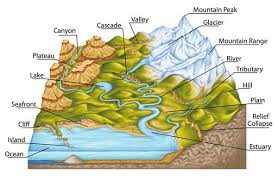 Mountain Peak
Valley
Cascade
Glacier
Canyon
Mountain Range
Plateau
River
Lake
Tributary
Hill
Seafront
Plain
Cliff
Relief
Collapse
Island
Ocean
Estuary